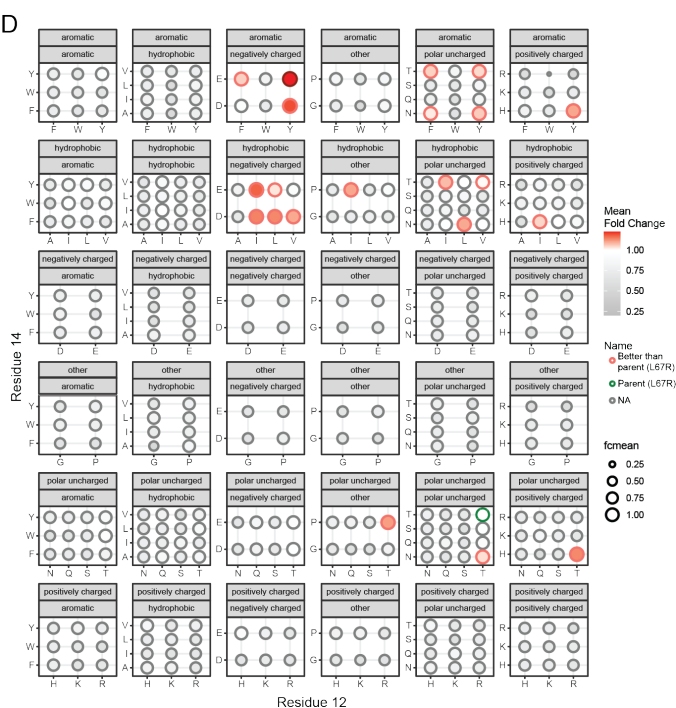 D
aromatic aromatic aromatic aromatic aromatic aromatic
aromatic hydrophobic negatively charged other polar uncharged positively charged
Y V E P T R
L S
W K
I Q
F A D G N H
F W Y F W Y F W Y F W Y F W Y F W Y
hydrophobic hydrophobic hydrophobic hydrophobic hydrophobic hydrophobic
aromatic hydrophobic negatively charged other polar uncharged positively charged
Y V E P T R
L S
W K
I Q
F A D G N H
A I L V A I L V A I L V A I L V A I L V A I L V
negatively charged negatively charged negatively charged negatively charged negatively charged negatively charged
aromatic hydrophobic negatively charged other polar uncharged positively charged
Y V E P T R
L S
W K
I Q
F A D G N H
D E D E D E D E D E D E
other other other other other other
aromatic hydrophobic negatively charged other polar uncharged positively charged
Y V E P T R
L S
W K
I Q
F A D G N H
G P G P G P G P G P G P
polar uncharged polar uncharged polar uncharged polar uncharged polar uncharged polar uncharged
aromatic hydrophobic negatively charged other polar uncharged positively charged
Y V E P T R
L S
W K
I Q
F A D G N H
N Q S T N Q S T N Q S T N Q S T N Q S T N Q S T
positively charged positively charged positively charged positively charged positively charged positively charged
aromatic hydrophobic negatively charged other polar uncharged positively charged
Y V E P T R
L S
W K
I Q
F A D G N H
H K R H K R H K R H K R H K R H K R
Residue 12
Residue 14
Mean
Fold Change
1.00
0.75
0.50
0.25
Name
Better than
parent (L67R)
Parent (L67R)
NA
fcmean
0.25
0.50
0.75
1.00